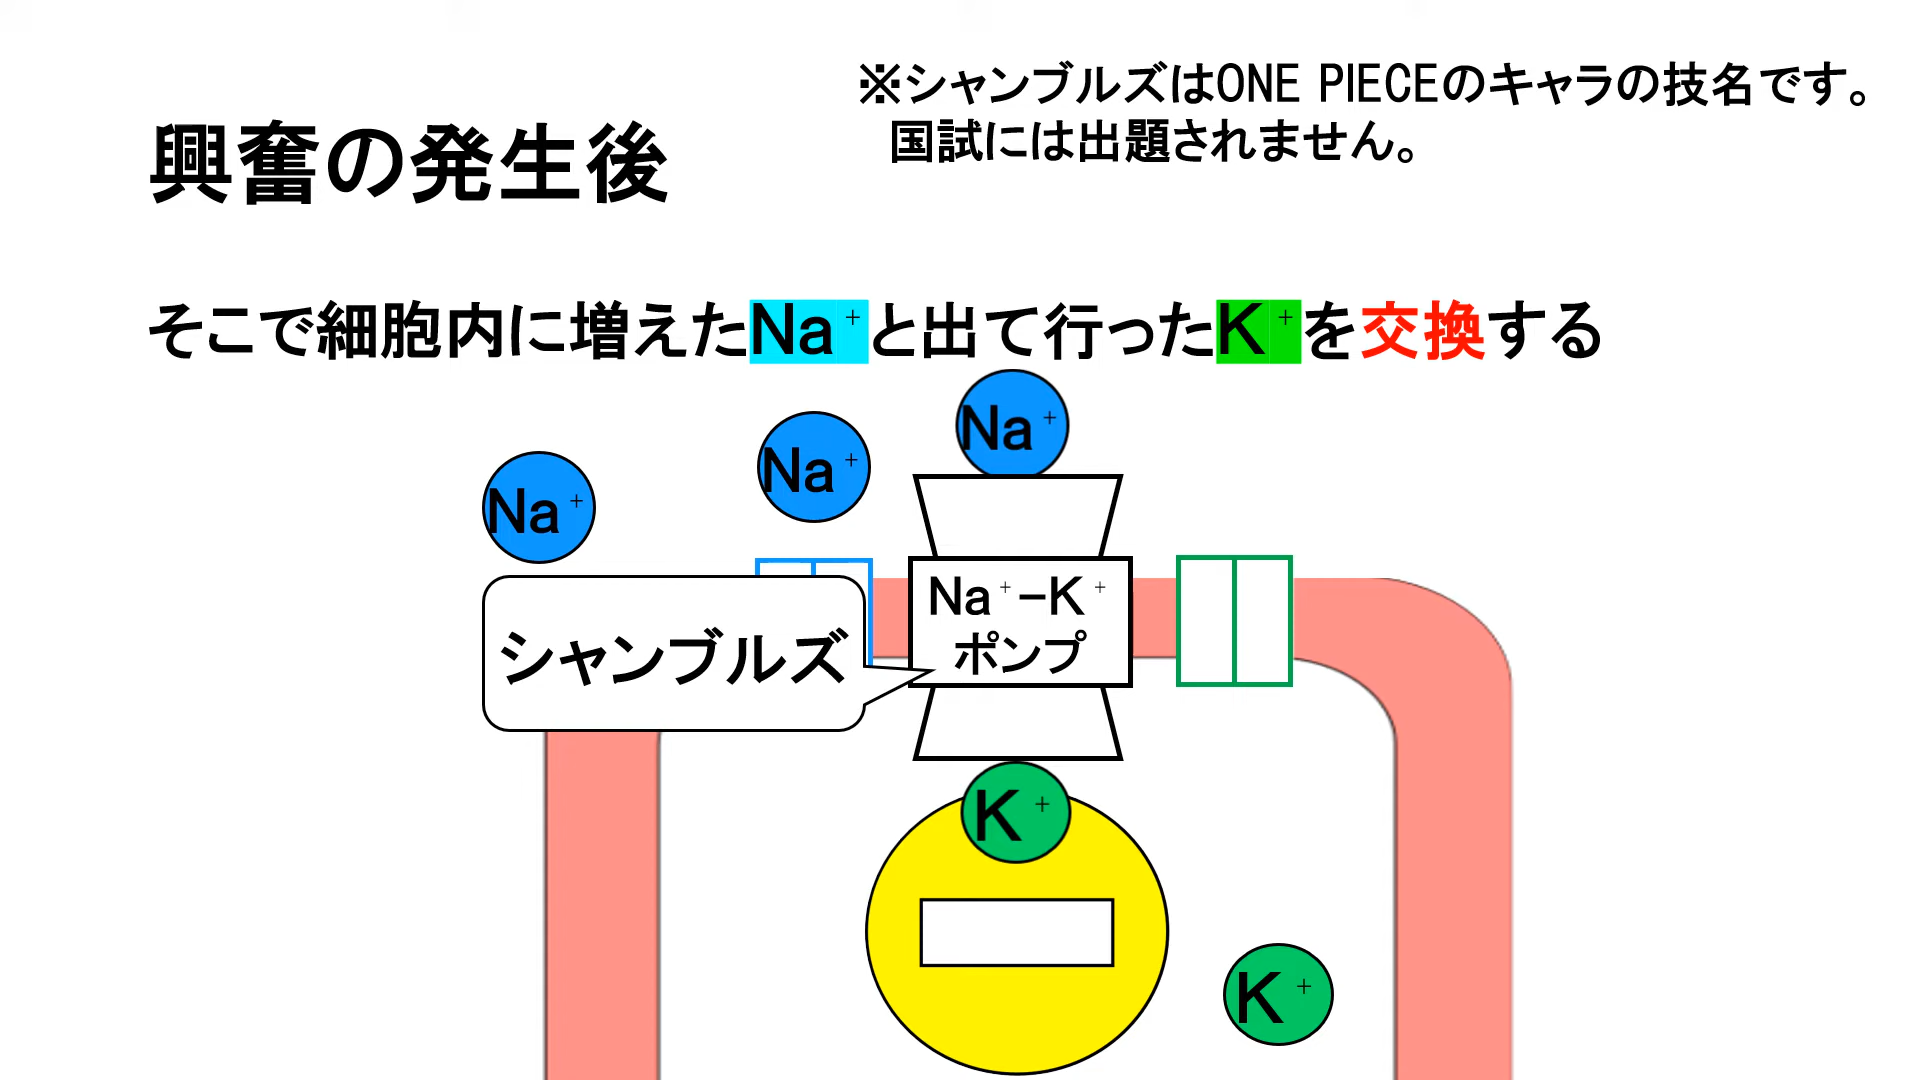 ※シャンブルズはONE PIECEのキャラの技名です。
国試には出題されません。
興奮の発生後
そこで細胞内に増えたNa⁺と出て行ったK⁺を交換する
Na⁺
Na⁺
Na⁺
Na⁺−K⁺
ポンプ
シャンブルズ
K⁺
K⁺